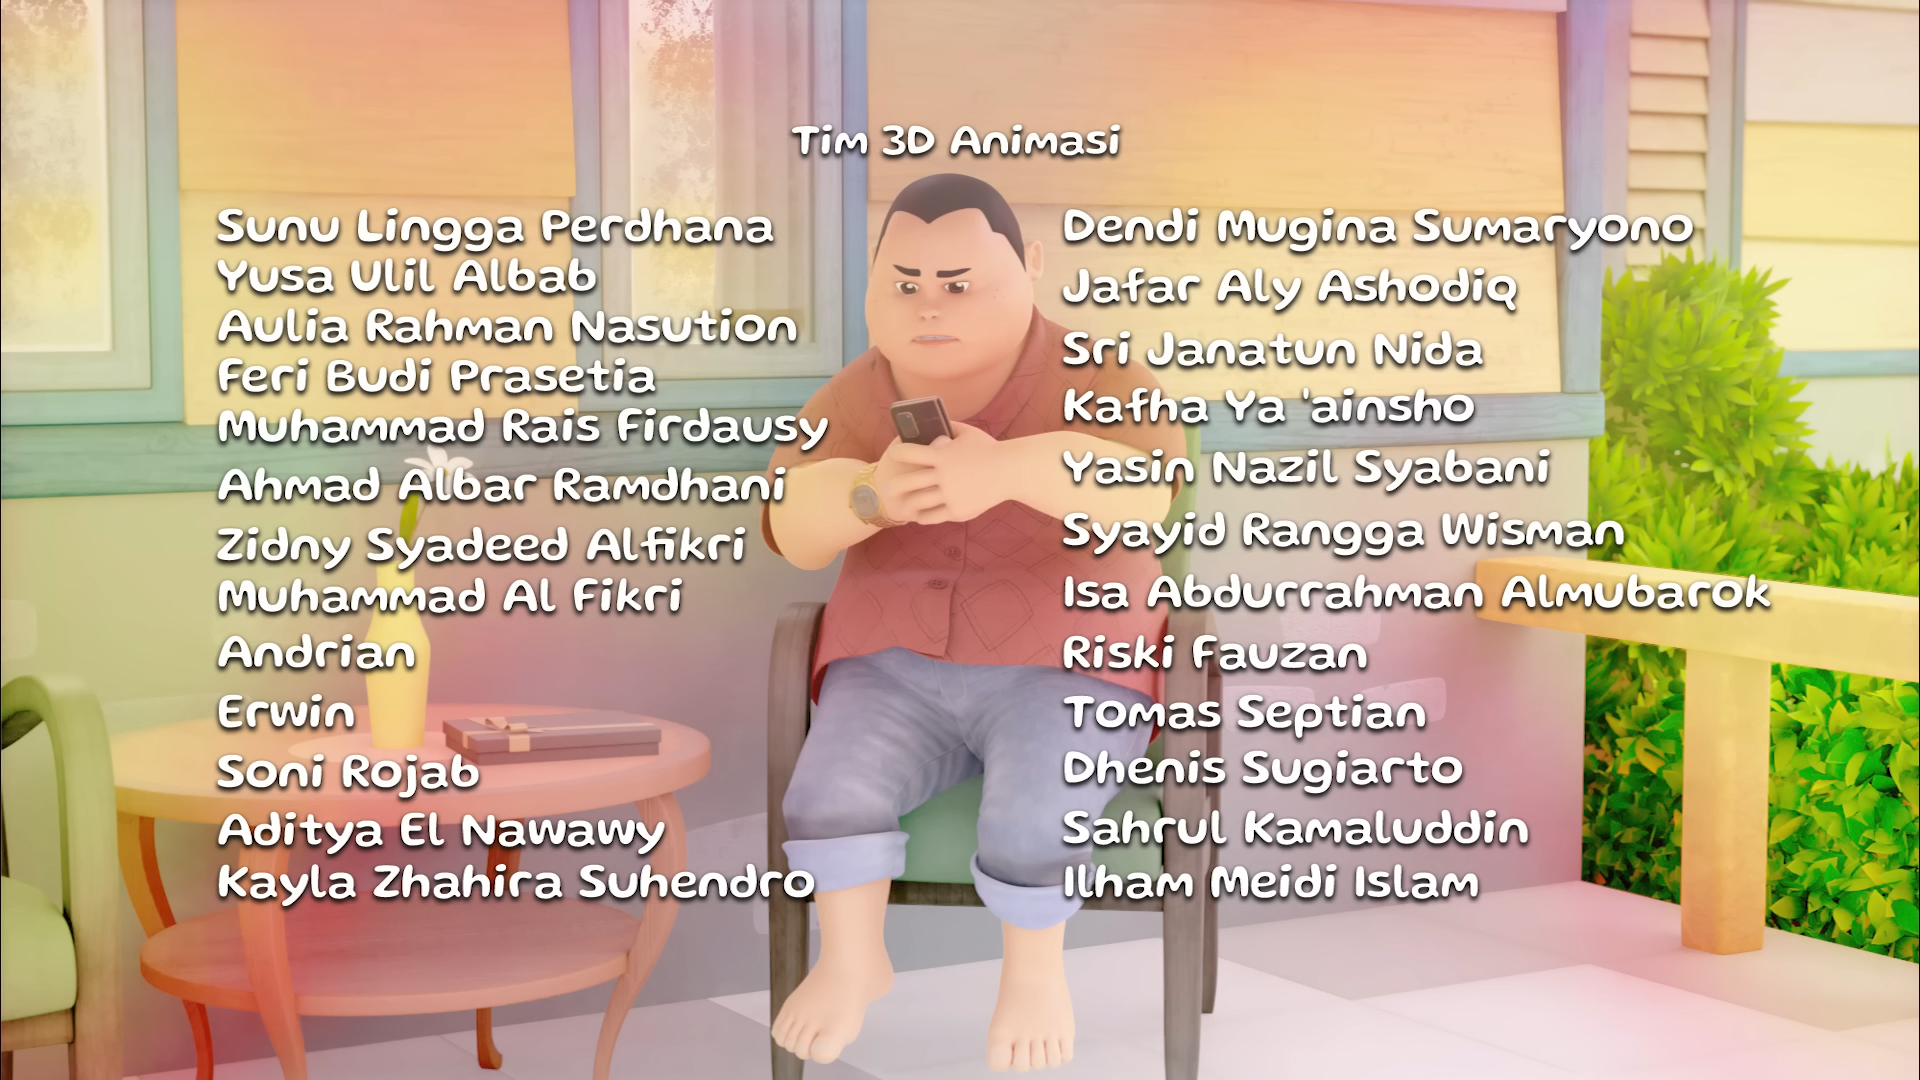 Tim 3D Animasi
Sunu Lingga Perdhana
Yusa Ulil Albab
Aulia Rahman Nasution
Feri Budi Prasetia
Muhammad Rais Firdausy
Ahmad Albar Ramdhani
Zidny Syadeed Alfikri
Muhammad Al Fikri
Andrian
Erwin
Soni Rojab
Aditya El Nawawy
Kayla Zhahira Suhendro
Dendi Mugina Sumaryono
Jafar Aly Ashodiq
Sri Janatun Nida
Kafha Ya 'ainsho
Yasin Nazil Syabani
Syayid Rangga Wisman
Isa Abdurrahman Almubarok
Riski Fauzan
Tomas Septian
Dhenis Sugiarto
Sahrul Kamaluddin
Ilham Meidi Islam